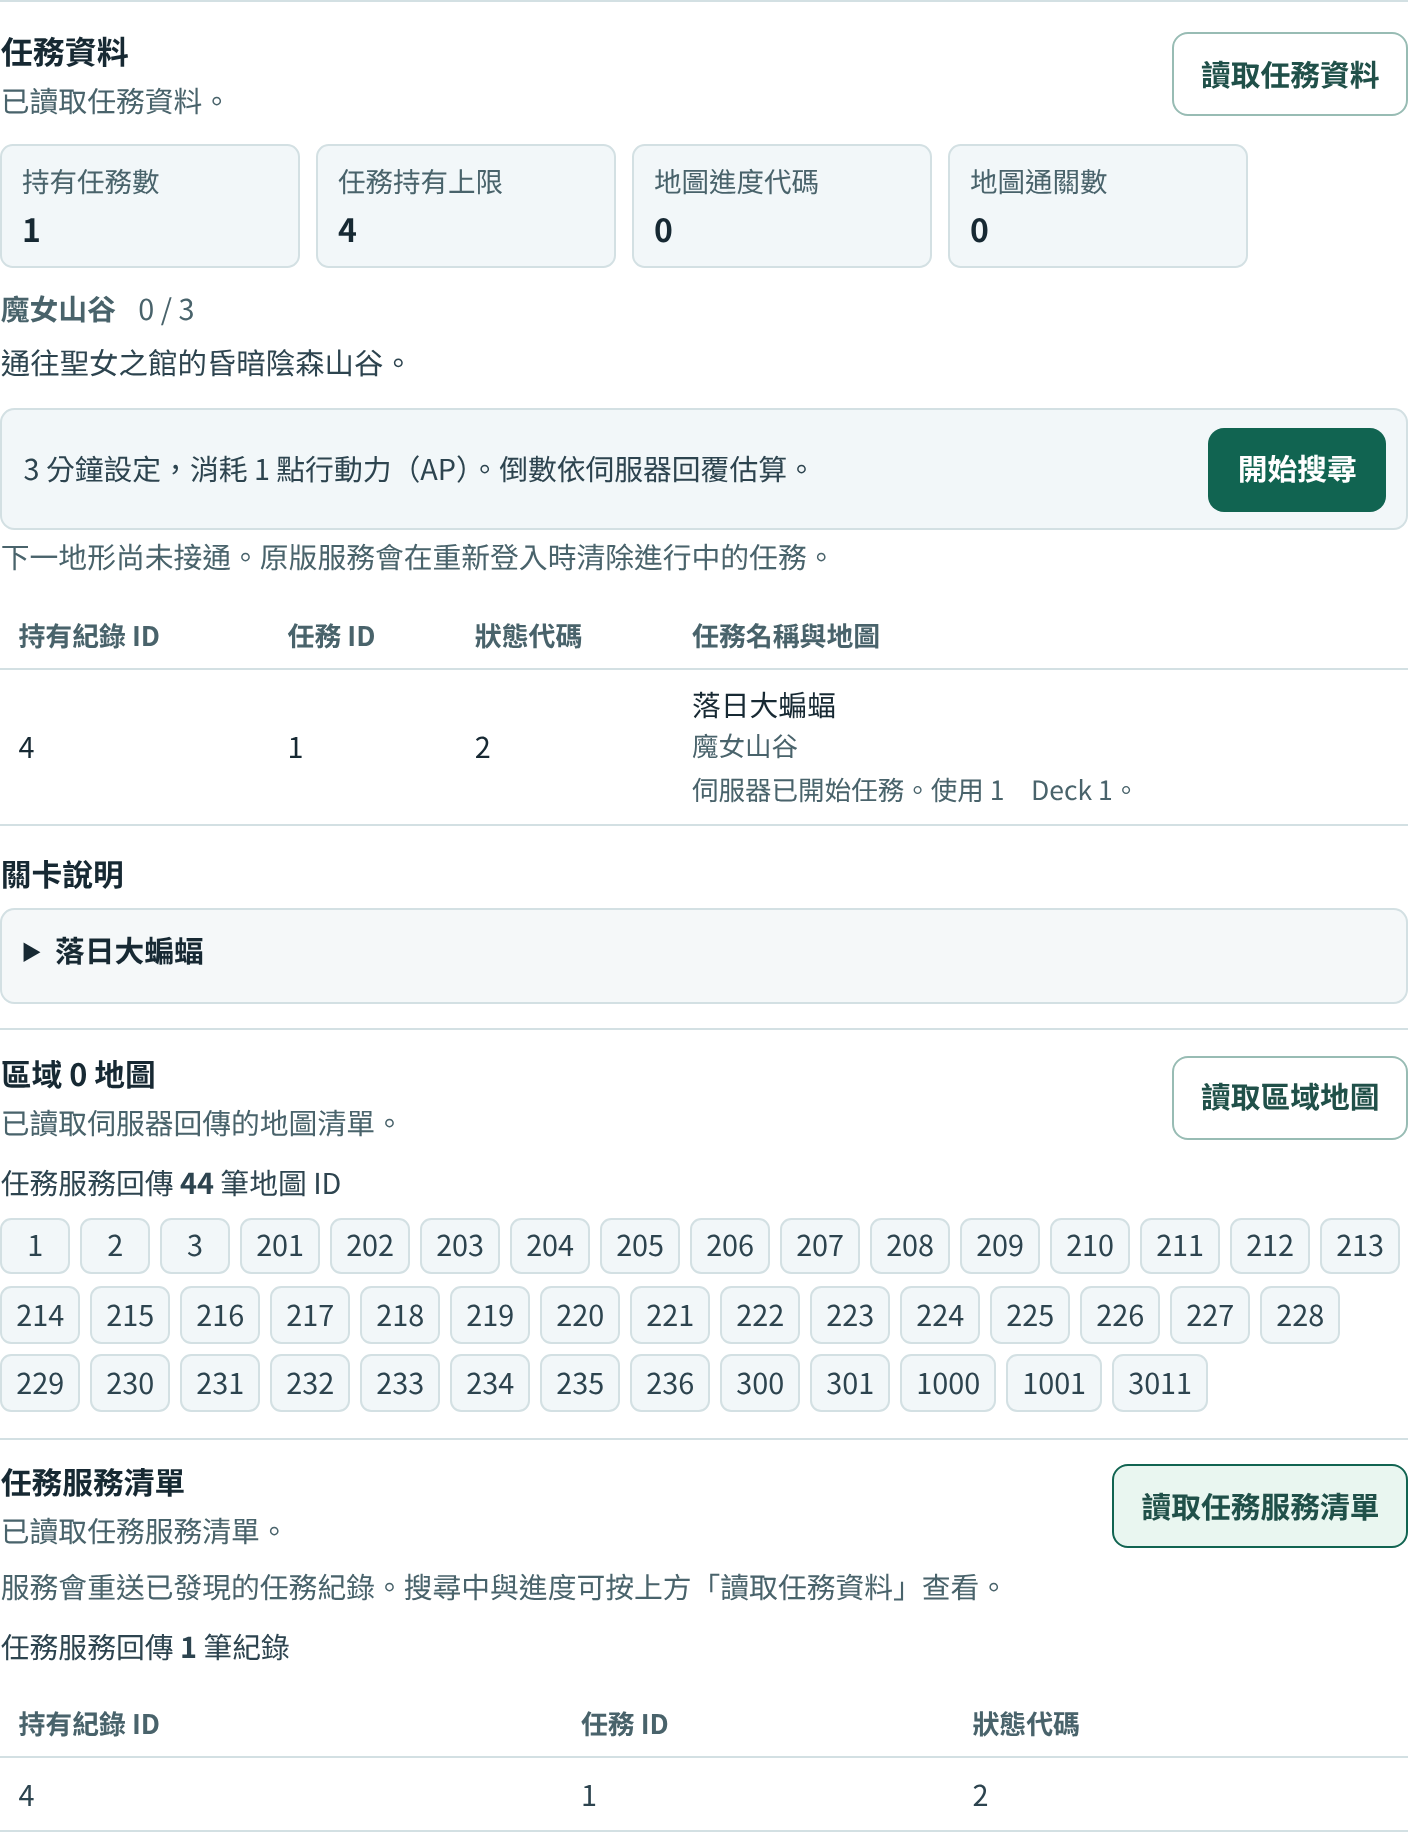 任務資料
讀取任務資料
已讀取任務資料。
持有任務數
任務持有上限
地圖進度代碼
地圖通關數
1
4
0
0
魔女山谷 0 / 3
通往聖女之館的昏暗陰森山谷。
3 分鐘設定，消耗 1 點行動力（AP）。倒數依伺服器回覆估算。
開始搜尋
下一地形尚未接通。原版服務會在重新登入時清除進行中的任務。
持有紀錄 ID 任務 ID 狀態代碼 任務名稱與地圖
落日大蝙蝠
4 1 2 魔女山谷
伺服器已開始任務。使用 1　Deck 1。
關卡說明
▶ 落日大蝙蝠
區域 0 地圖
讀取區域地圖
已讀取伺服器回傳的地圖清單。
任務服務回傳 44 筆地圖 ID
1 2 3 201 202 203 204 205 206 207 208 209 210 211 212 213
214 215 216 217 218 219 220 221 222 223 224 225 226 227 228
229 230 231 232 233 234 235 236 300 301 1000 1001 3011
任務服務清單
讀取任務服務清單
已讀取任務服務清單。
服務會重送已發現的任務紀錄。搜尋中與進度可按上方「讀取任務資料」查看。
任務服務回傳 1 筆紀錄
持有紀錄 ID 任務 ID 狀態代碼
4 1 2